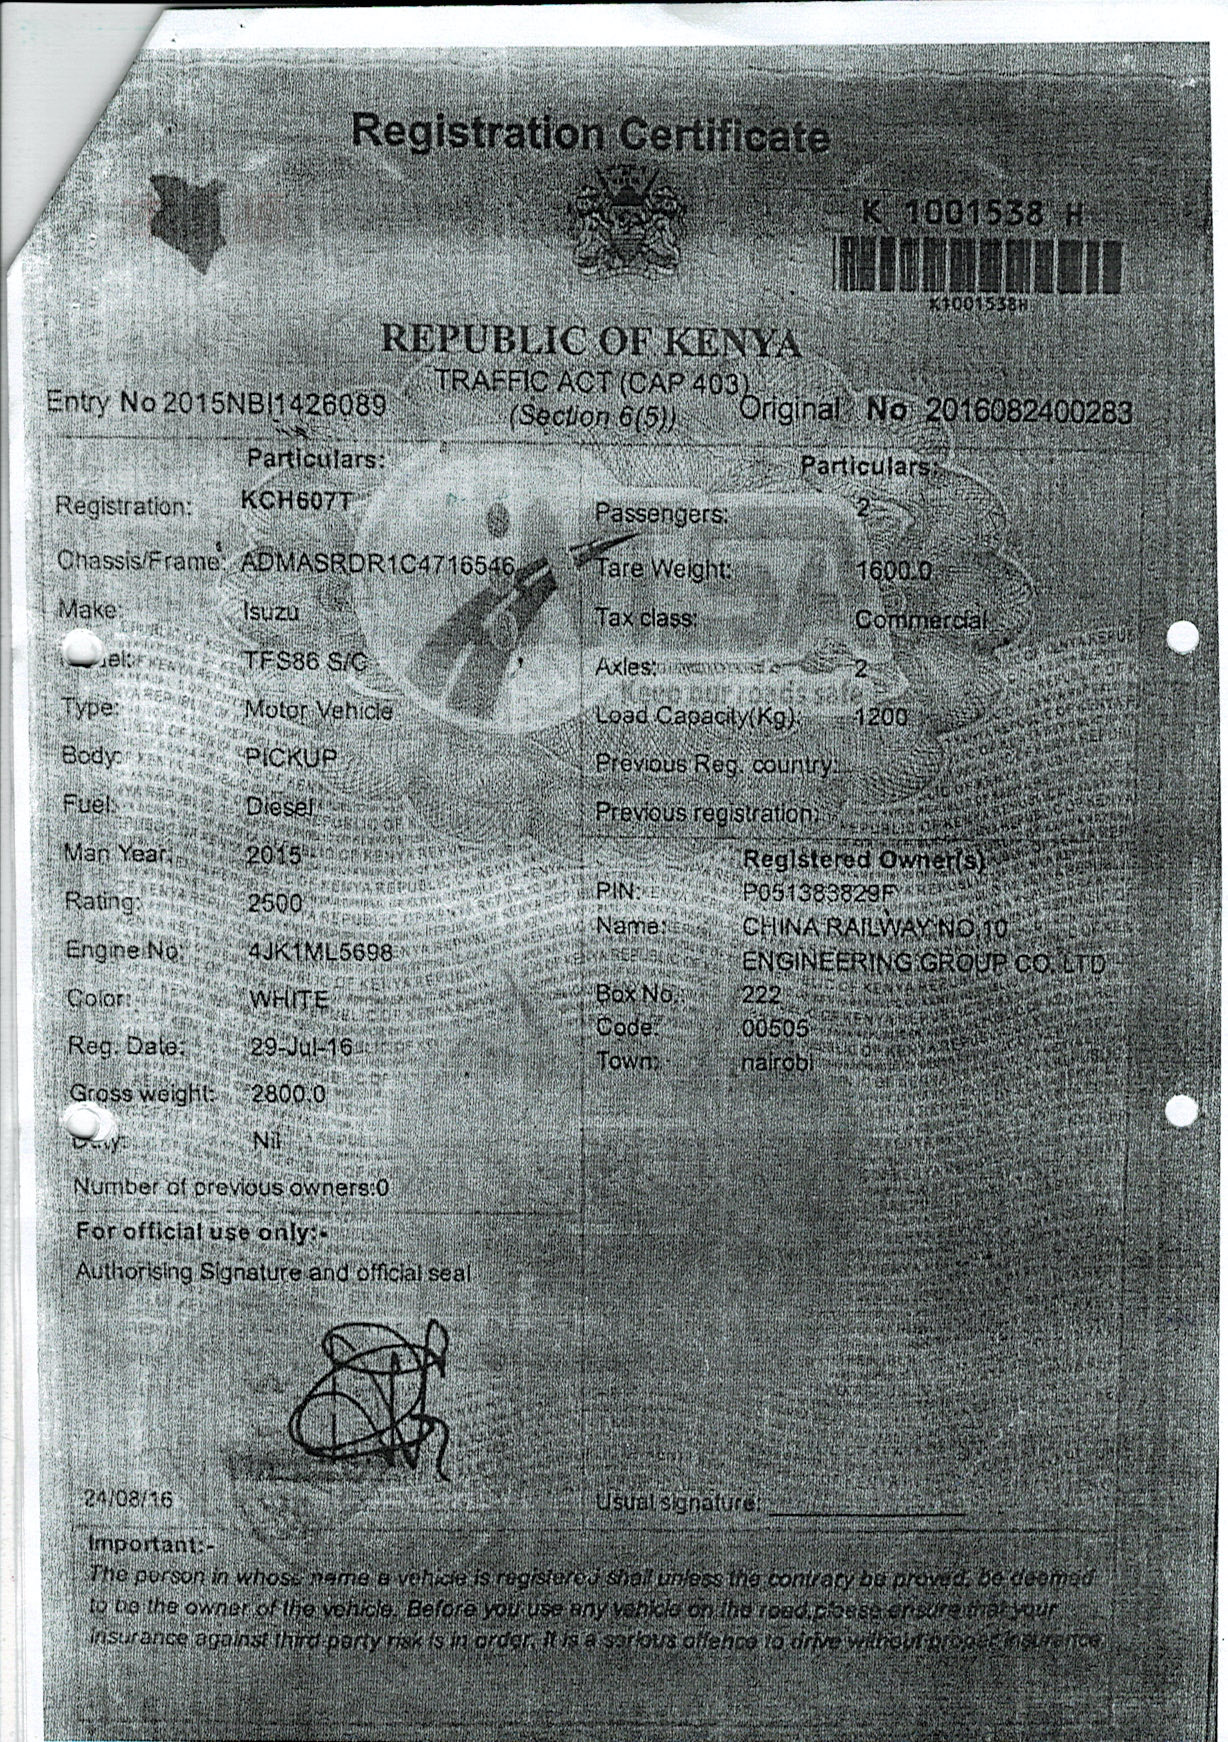 Registration Certificate
K 1001538 H
K1001538H
REPUBLIC OF KENYA
TRAFFIC ACT (CAP 403)
Entry No 2015NBI1426089
(Section 6(5))
Original No 20160824002​83
Particulars:
Registration: KCH607T
Chassis/Frame: ADMASRDR1C4716546
Make: Isuzu
TFS86 S/C
Type: Motor Vehicle
Body: PICKUP
Fuel: Diesel
Man Year: 2015
Rating: 2500
Engine No: 4JK1ML5698
Color: WHITE
Reg. Date: 29-Jul-16
Gross weight: 2800.0
Duty: Nil
Number of previous owners:0
Particulars:
Passengers: 2
Tare Weight: 1600.0
Tax class: Commercial
Axles: 2
Keep our roads safe
Load Capacity(Kg): 1200
Previous Reg. country:
Previous registration:
Registered Owner(s)
PIN: P051383829F
Name: CHINA RAILWAY NO.10
ENGINEERING GROUP CO. LTD
Box No.: 222
Code: 00505
Town: nairobi
For official use only:-
Authorising Signature and official seal
24/08/16
Usual signature:
Important:-
The person in whose name a vehicle is registered shall unless the contrary be proved, be deemed
to be the owner of the vehicle. Before you use any vehicle on the road please ensure that your
insurance against third party risk is in order. It is a serious offence to drive without proper insurance.